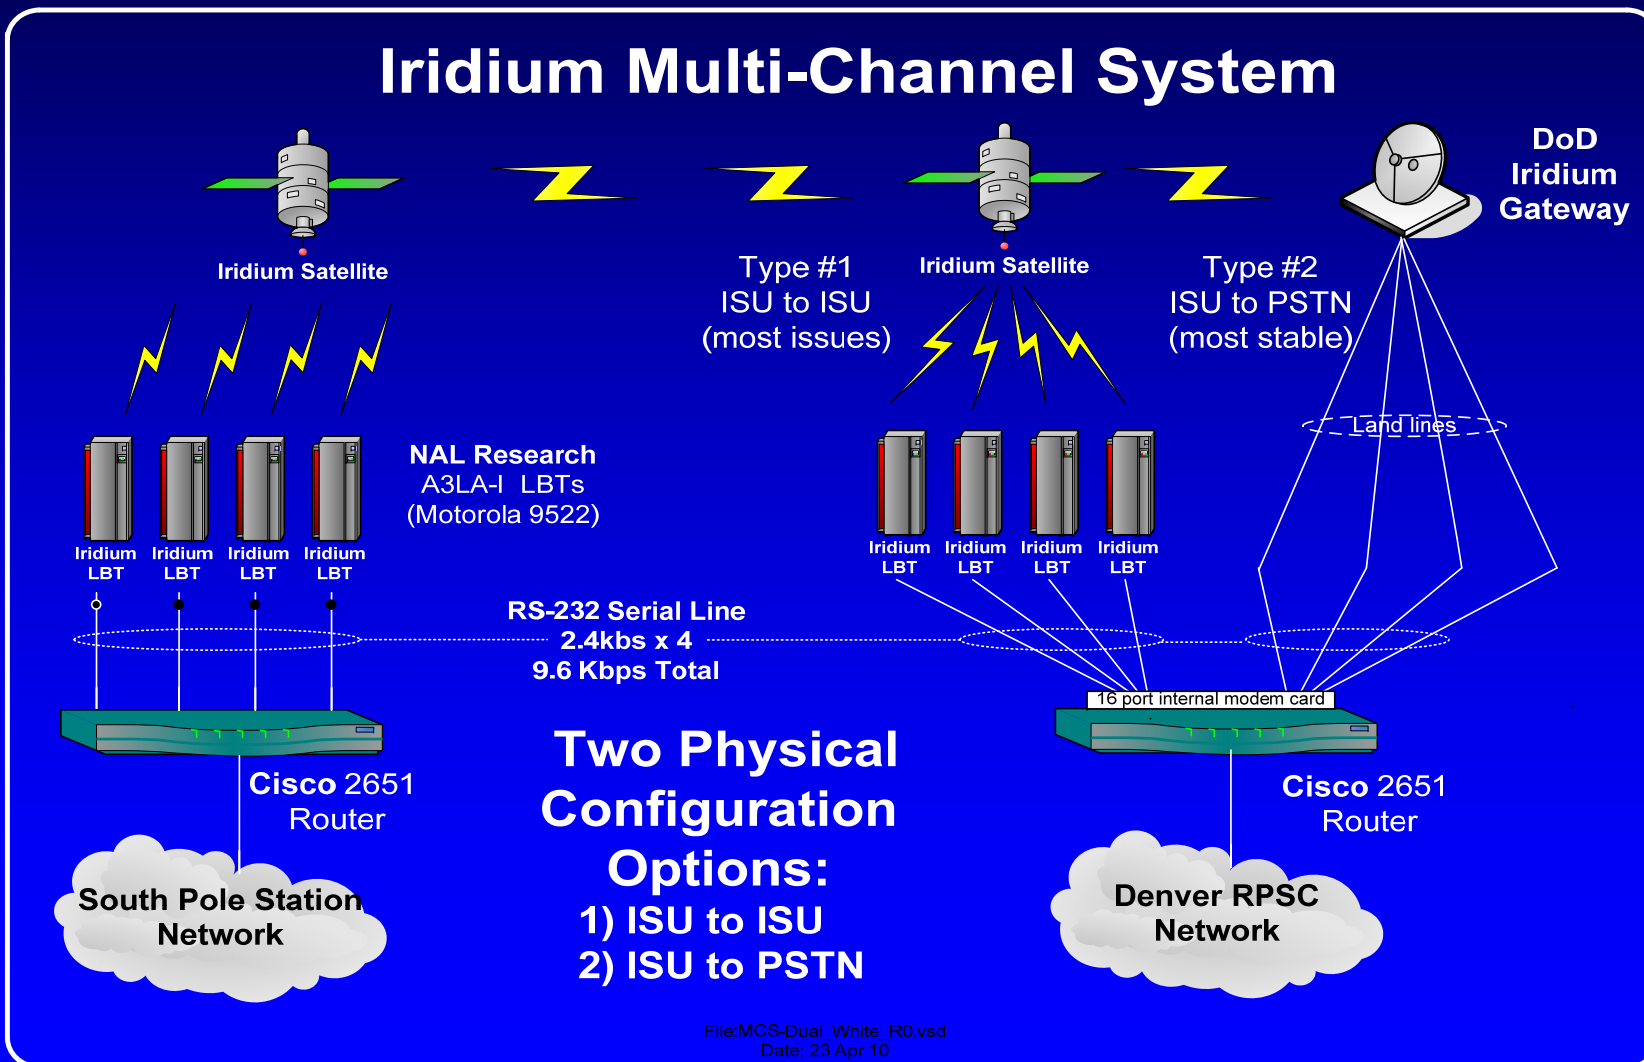 Iridium Multi-Channel System
DoD
Iridium
Gateway
Iridium Satellite
Type #1
ISU to ISU
(most issues)
Iridium Satellite
Type #2
ISU to PSTN
(most stable)
Land lines
NAL Research
A3LA-I LBTs
(Motorola 9522)
Iridium
LBT
Iridium
LBT
Iridium
LBT
Iridium
LBT
Iridium
LBT
Iridium
LBT
Iridium
LBT
Iridium
LBT
RS-232 Serial Line
2.4kbs x 4
9.6 Kbps Total
16 port internal modem card
Cisco 2651
Router
Two Physical
Configuration
Options:
1) ISU to ISU
2) ISU to PSTN
Cisco 2651
Router
South Pole Station
Network
Denver RPSC
Network
File:MCS-Dual_White_R0.vsd
Date: 23 Apr 10